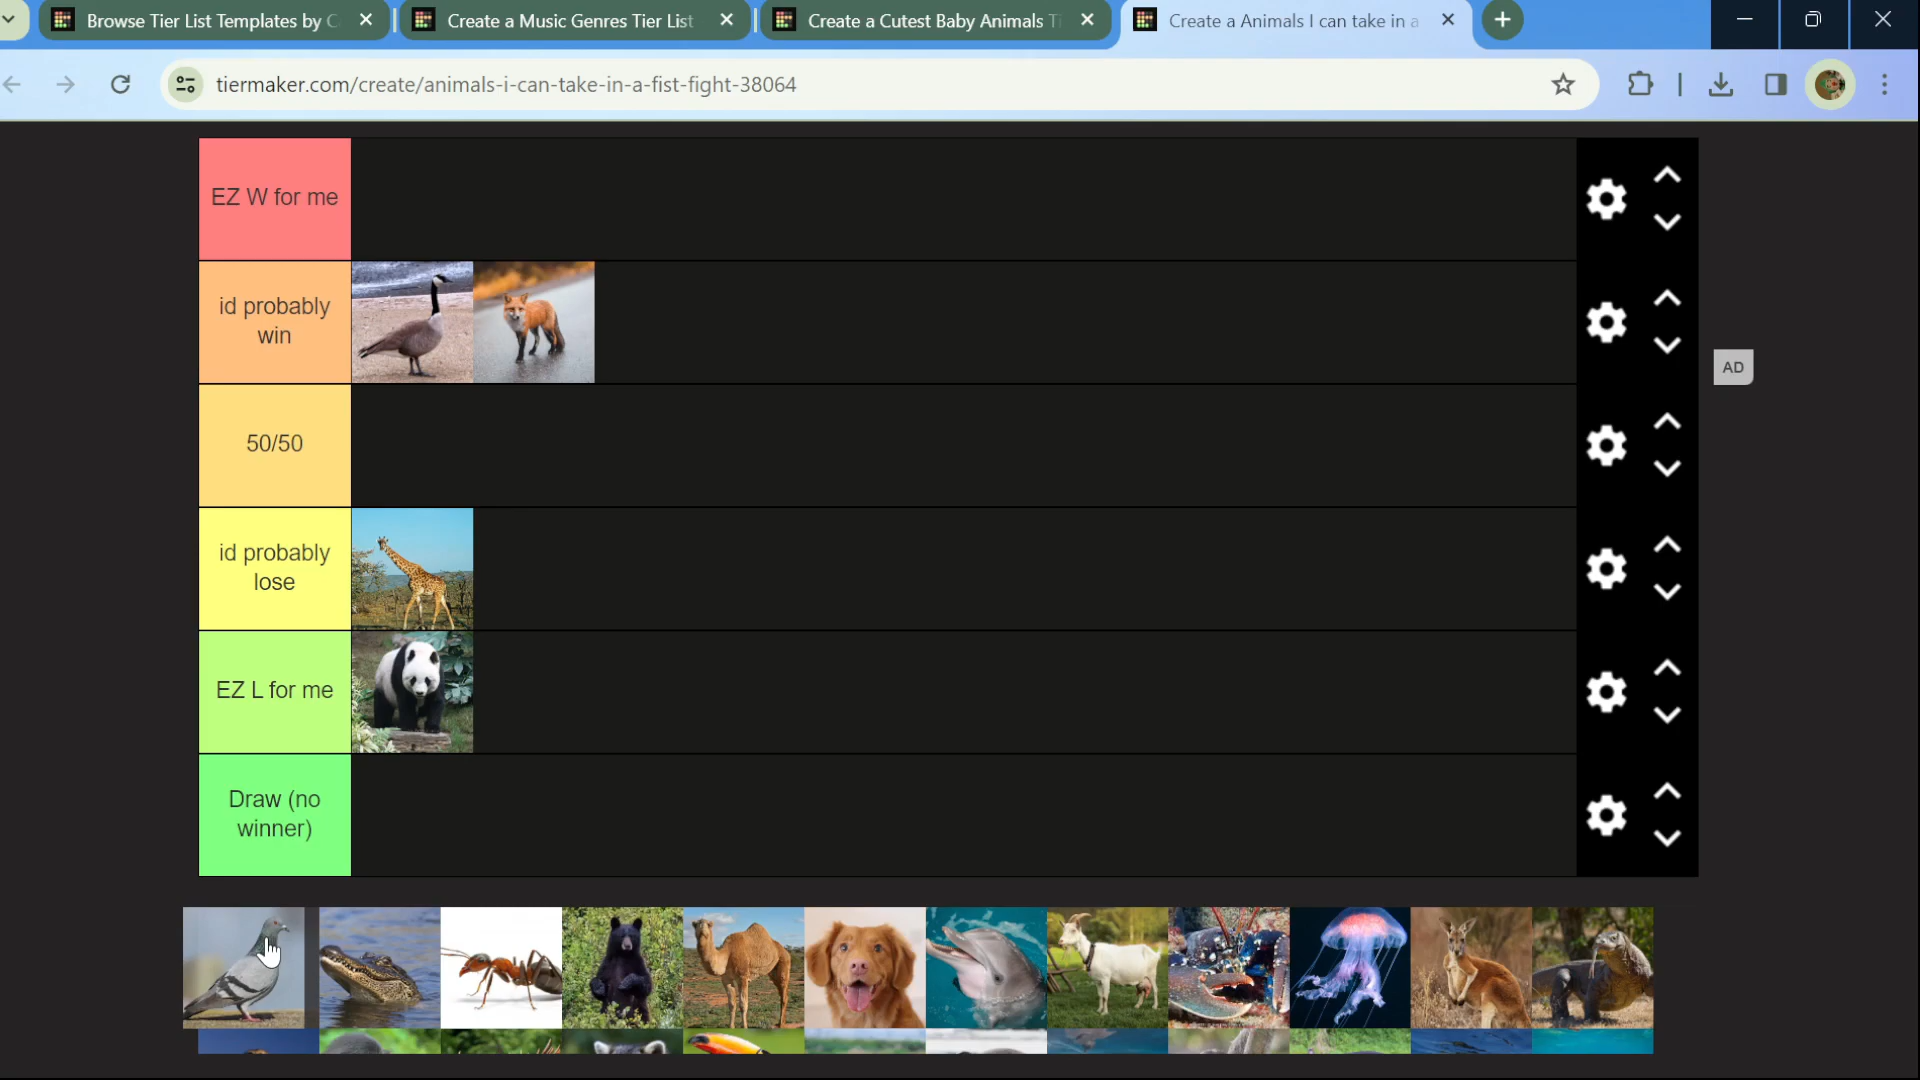 Browse Tier List Templates by C
Create a Music Genres Tier List
Create a Cutest Baby Animals Ti
Create a Animals I can take in a
tiermaker.com/create/animals-i-can-take-in-a-fist-fight-38064
EZ W for me
id probably
win
AD
50/50
id probably
lose
EZ L for me
Draw (no
winner)